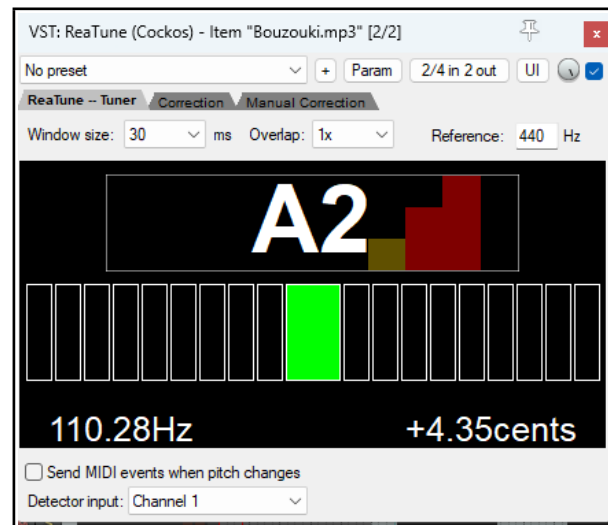 VST: ReaTune (Cockos) - Item "Bouzouki.mp3" [2/2] x
No preset + Param 2/4 in 2 out UI
ReaTune -- Tuner Correction Manual Correction
Window size: 30 ms Overlap: 1x Reference: 440 Hz
A2
110.28Hz +4.35cents
Send MIDI events when pitch changes
Detector input: Channel 1